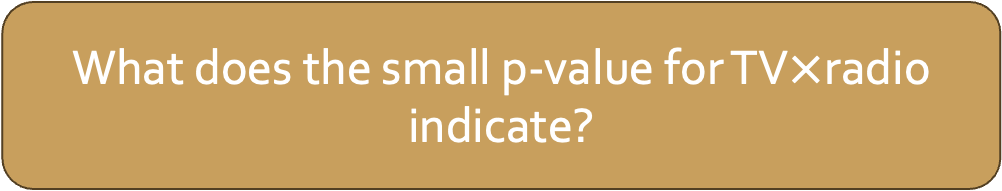 What does the small p-value for TV×radio
indicate?